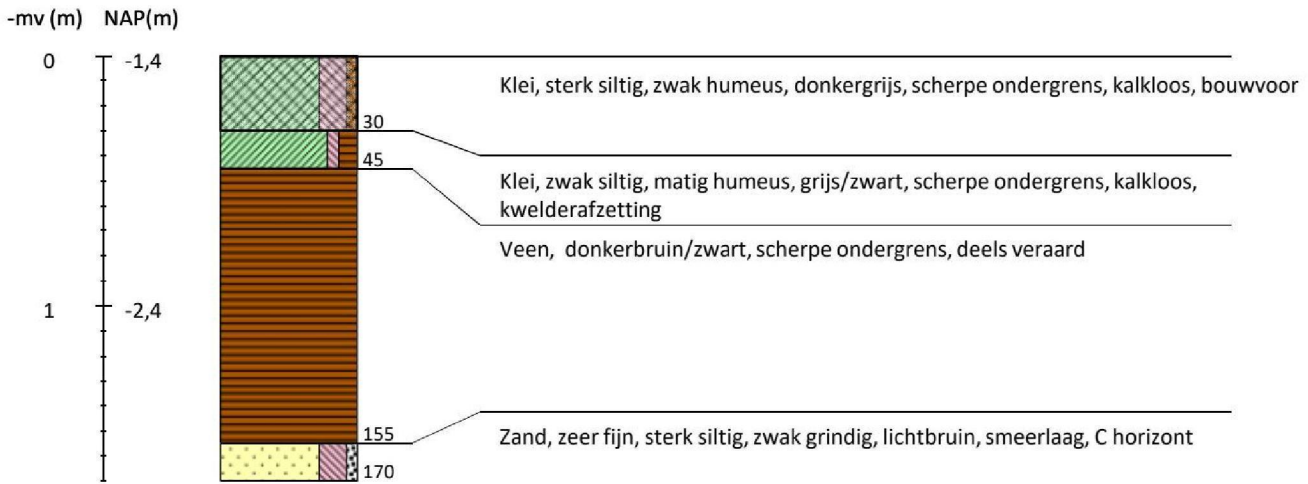 -mv (m) NAP(m)
0 -1,4
Klei, sterk siltig, zwak humeus, donkergrijs, scherpe ondergrens, kalkloos, bouwvoor
30
45
Klei, zwak siltig, matig humeus, grijs/zwart, scherpe ondergrens, kalkloos,
kwelderafzetting
Veen, donkerbruin/zwart, scherpe ondergrens, deels veraard
1 -2,4
155
Zand, zeer fijn, sterk siltig, zwak grindig, lichtbruin, smeerlaag, C horizont
170